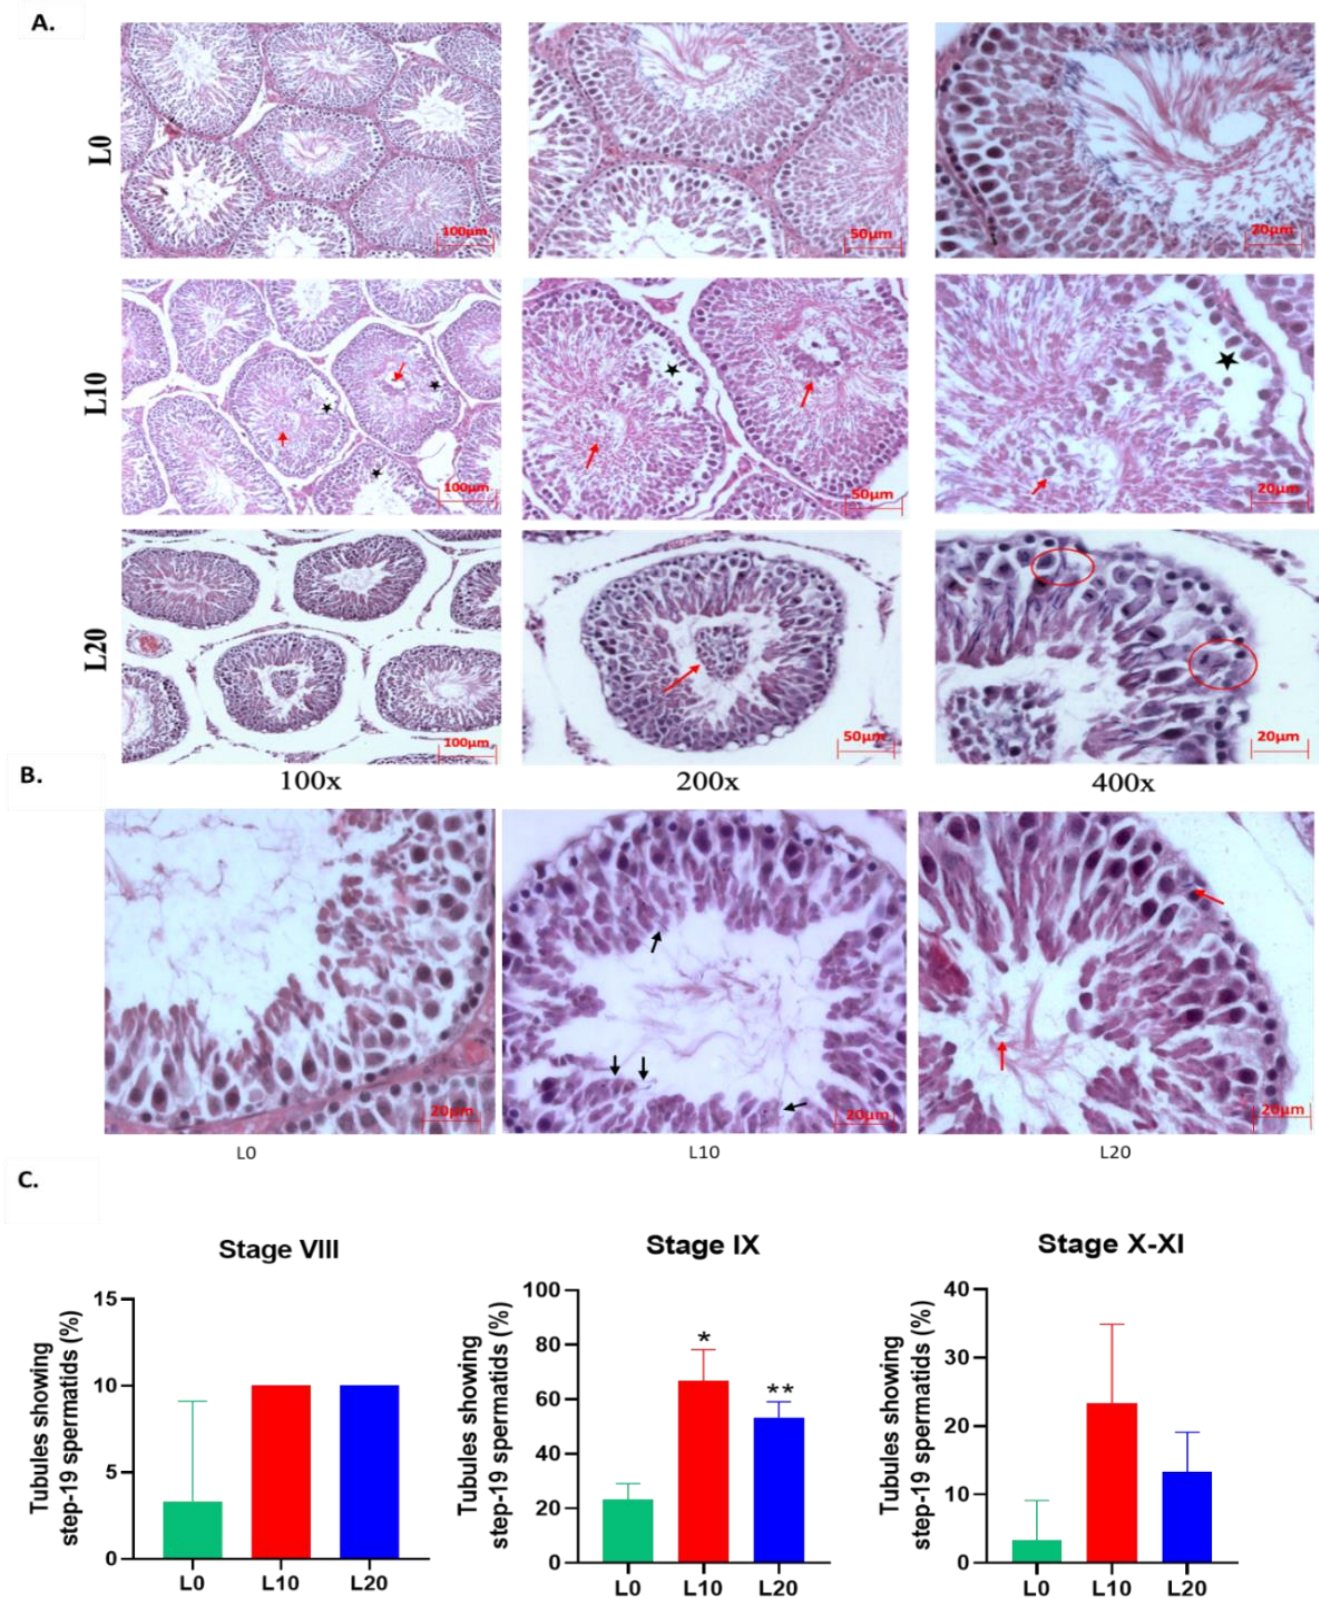 A.
L0
100μm
50μm
20μm
L10
100μm
50μm
20μm
L20
100μm
50μm
20μm
100x
200x
400x
B.
20μm
20μm
20μm
L0
L10
L20
C.
Stage VIII
Tubules showing
step-19 spermatids (%)
15
10
5
0
L0
L10
L20
Stage IX
Tubules showing
step-19 spermatids (%)
100
80
60
40
20
0
*
**
L0
L10
L20
Stage X-XI
Tubules showing
step-19 spermatids (%)
40
30
20
10
0
L0
L10
L20